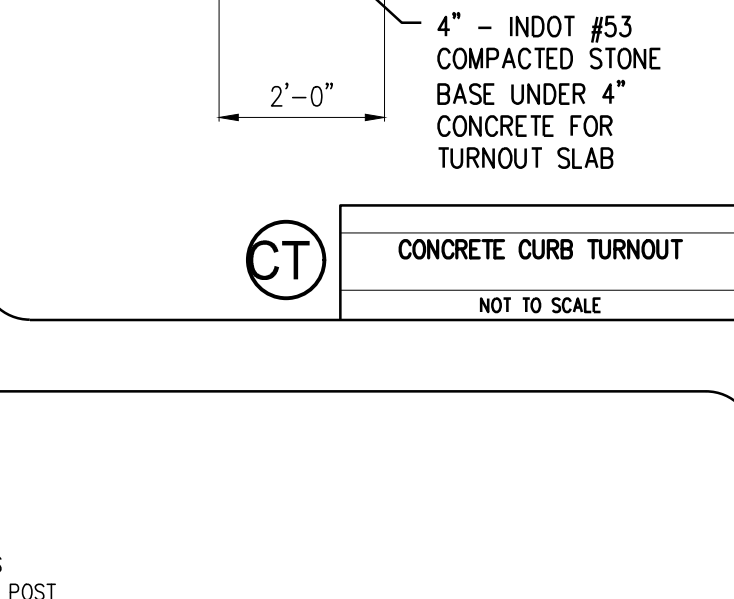 4" - INDOT #53
COMPACTED STONE
BASE UNDER 4"
CONCRETE FOR
TURNOUT SLAB
2'-0"
CT
CONCRETE CURB TURNOUT
NOT TO SCALE
S
POST